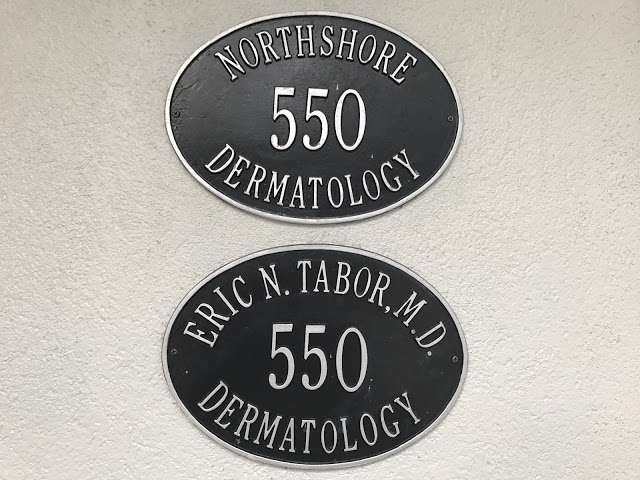 NORTHSHORE
550
DERMATOLOGY
ERIC N. TABOR, M.D.
550
DERMATOLOGY